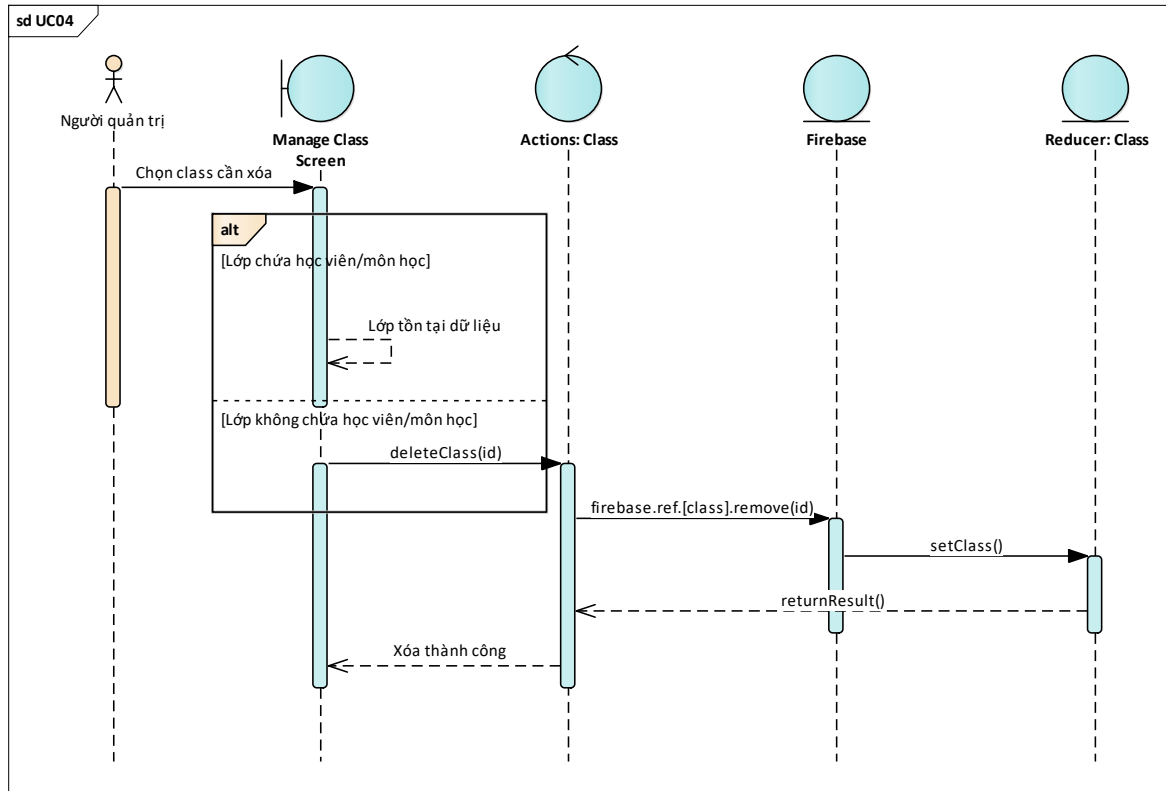 sd UC04
Người quản trị
Manage Class
Screen
Actions: Class
Firebase
Reducer: Class
Chọn class cần xóa
alt
[Lớp chứa học viên/môn học]
Lớp tồn tại dữ liệu
[Lớp không chứa học viên/môn học]
deleteClass(id)
firebase.ref.[class].remove(id)
setClass()
returnResult()
Xóa thành công